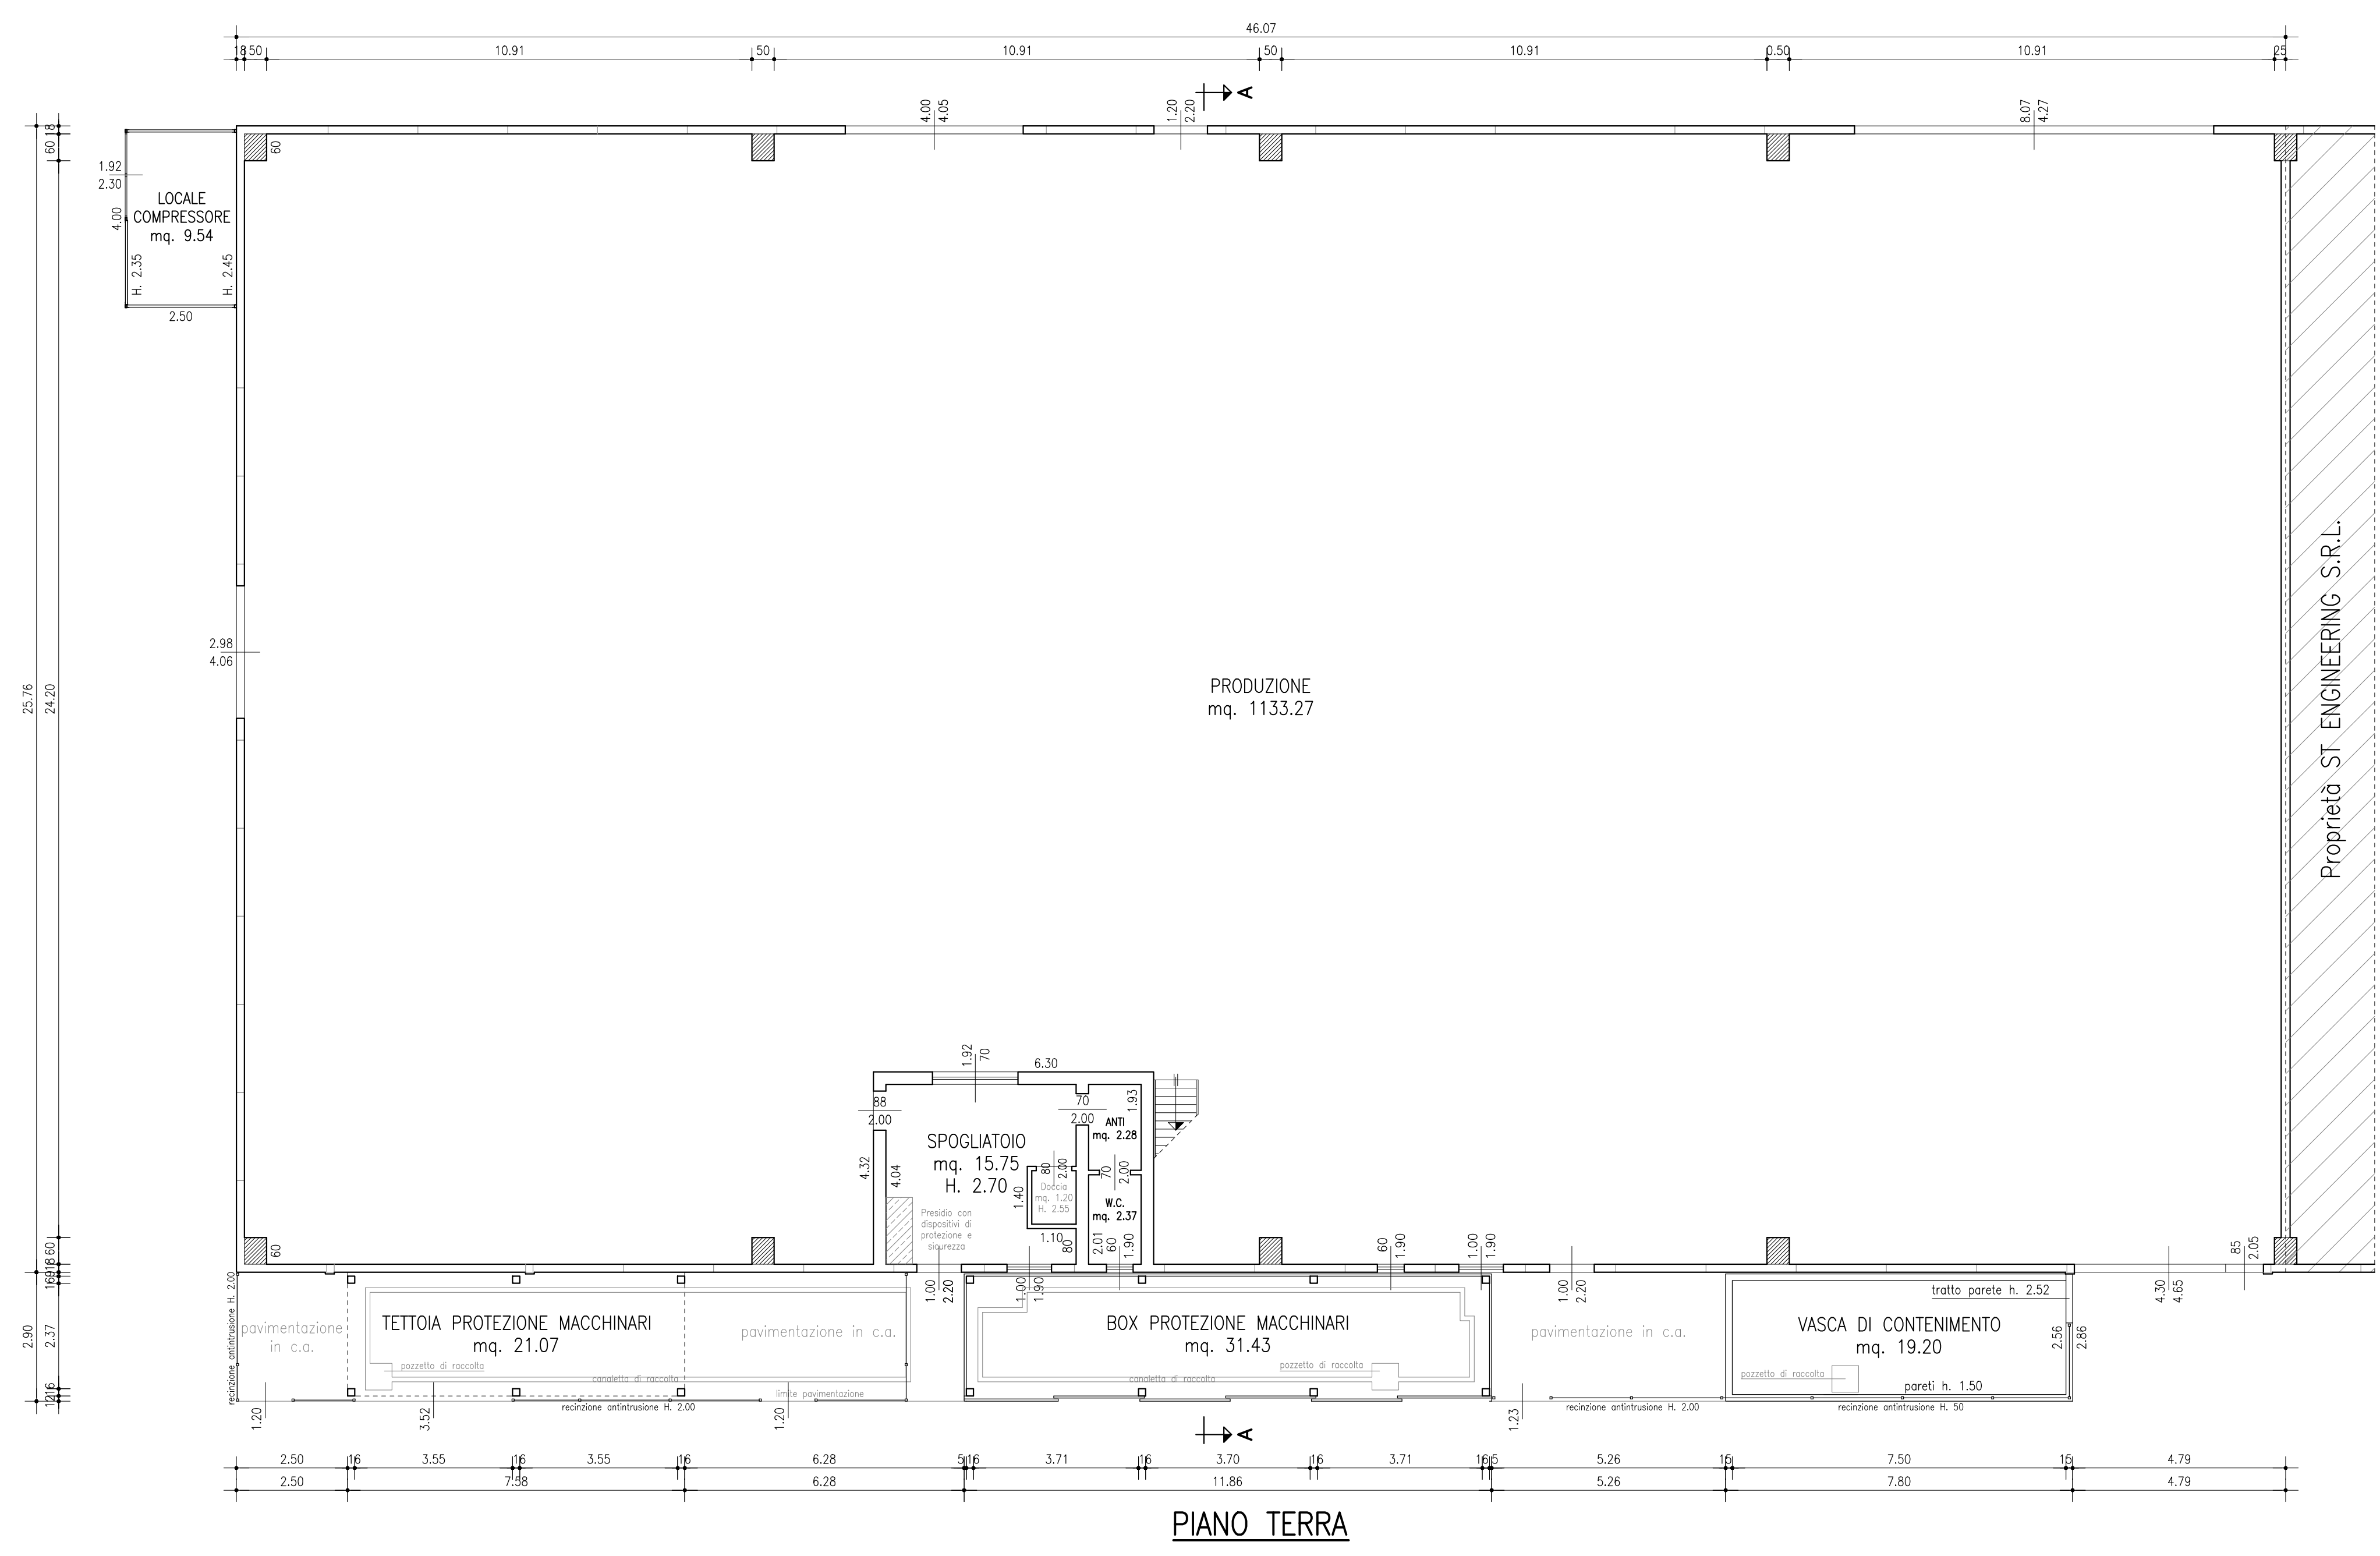 46.07
18 50 10.91 50 10.91 50 10.91 0.50 10.91 25
A
4.00
4.05
1.20
2.20
8.07
4.27
18
60
60
1.92
2.30
4.00
LOCALE
COMPRESSORE
mq. 9.54
H. 2.35
H. 2.45
2.50
2.98
4.06
25.76
24.20
PRODUZIONE
mq. 1133.27
Proprietà ST ENGINEERING S.R.L.
1.92
70
6.30
88
2.00
70
2.00
1.93
ANTI
mq. 2.28
SPOGLIATOIO
mq. 15.75
H. 2.70
4.32
4.04
80
2.00
70
2.00
1.40
Doccia
mq. 1.20
H. 2.55
W.C.
mq. 2.37
Presidio con
dispositivi di
protezione e
sicurezza
1.10
80
2.01
60
1.90
60
60
18
16
9
60
1.90
1.00
1.90
85
2.05
1.00
2.20
1.00
1.90
1.00
2.20
4.30
4.65
recinzione antintrusione H. 2.00
pavimentazione
in c.a.
TETTOIA PROTEZIONE MACCHINARI
mq. 21.07
pavimentazione in c.a.
BOX PROTEZIONE MACCHINARI
mq. 31.43
pavimentazione in c.a.
tratto parete h. 2.52
VASCA DI CONTENIMENTO
mq. 19.20
2.56
2.86
2.90
2.37
pozzetto di raccolta
canaletta di raccolta
limite pavimentazione
pozzetto di raccolta
canaletta di raccolta
pozzetto di raccolta
pareti h. 1.50
16
12
1.20
3.52
recinzione antintrusione H. 2.00
1.20
1.23
recinzione antintrusione H. 2.00
recinzione antintrusione H. 50
A
2.50 16 3.55 16 3.55 16 6.28 5 16 3.71 16 3.70 16 3.71 16 5 5.26 15 7.50 15 4.79
2.50 7.58 6.28 11.86 5.26 7.80 4.79
PIANO TERRA